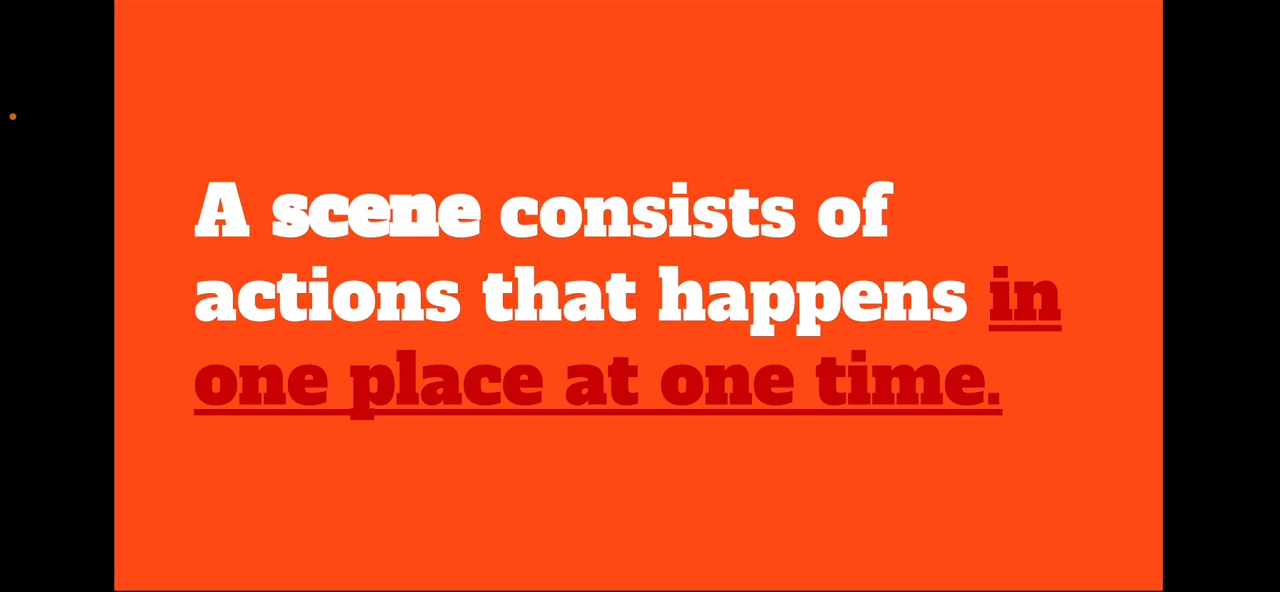 A scene consists of
actions that happens in
one place at one time.